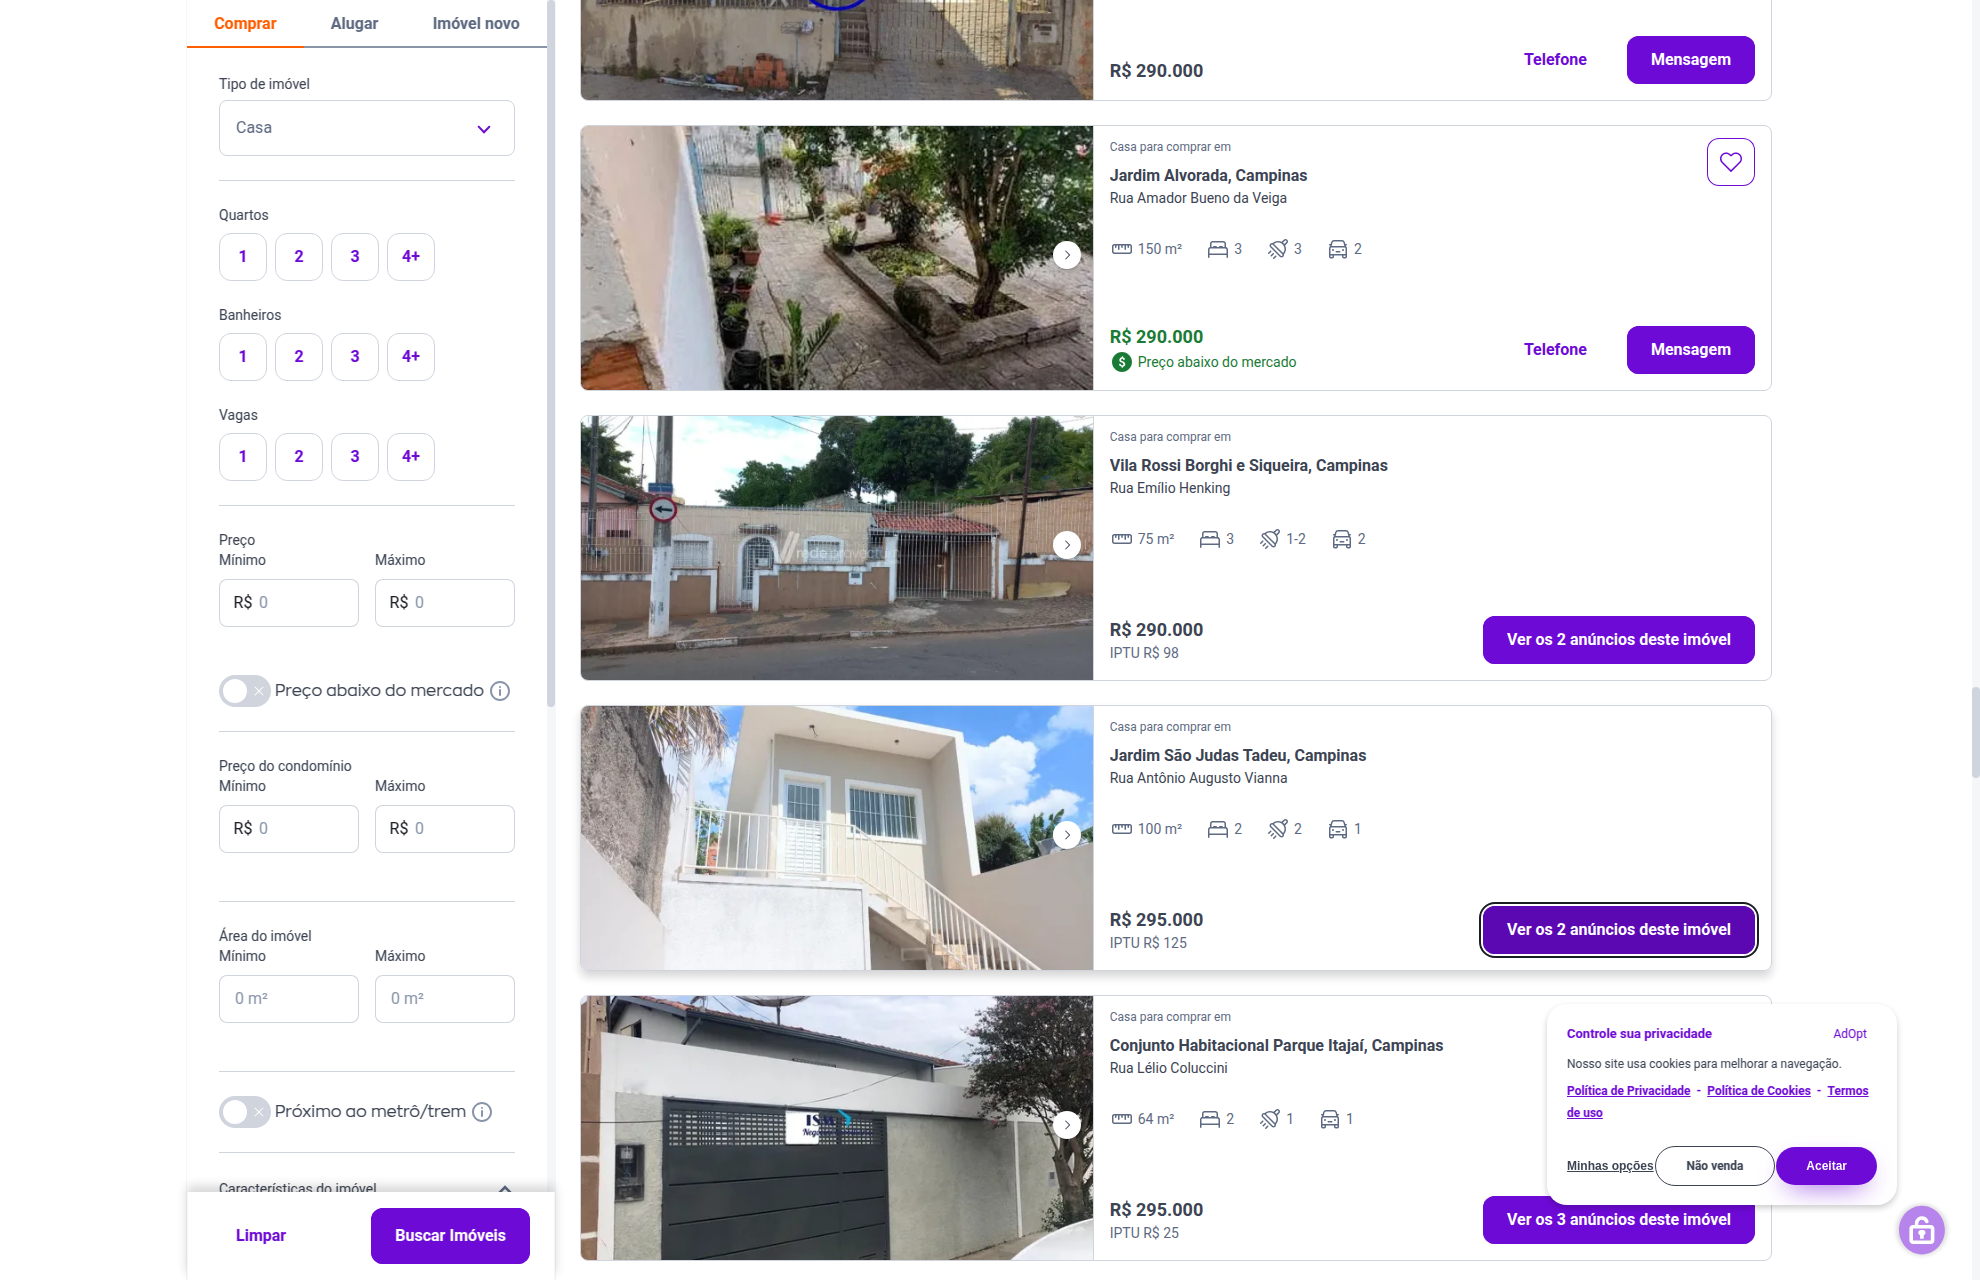 Comprar
Alugar
Imóvel novo
Tipo de imóvel
Casa
Quartos
1
2
3
4+
Banheiros
1
2
3
4+
Vagas
1
2
3
4+
Preço
Mínimo
Máximo
R$ 0
R$ 0
Preço abaixo do mercado
Preço do condomínio
Mínimo
Máximo
R$ 0
R$ 0
Área do imóvel
Mínimo
Máximo
0 m²
0 m²
Próximo ao metrô/trem
Características do imóvel
Limpar
Buscar Imóveis
R$ 290.000
Telefone
Mensagem
Casa para comprar em
Jardim Alvorada, Campinas
Rua Amador Bueno da Veiga
150 m²
3
3
2
R$ 290.000
Preço abaixo do mercado
Telefone
Mensagem
rede provectum
Casa para comprar em
Vila Rossi Borghi e Siqueira, Campinas
Rua Emílio Henking
75 m²
3
1-2
2
R$ 290.000
IPTU R$ 98
Ver os 2 anúncios deste imóvel
Casa para comprar em
Jardim São Judas Tadeu, Campinas
Rua Antônio Augusto Vianna
100 m²
2
2
1
R$ 295.000
IPTU R$ 125
Ver os 2 anúncios deste imóvel
Casa para comprar em
Conjunto Habitacional Parque Itajaí, Campinas
Rua Lélio Coluccini
64 m²
2
1
1
R$ 295.000
IPTU R$ 25
Ver os 3 anúncios deste imóvel
Controle sua privacidade
AdOpt
Nosso site usa cookies para melhorar a navegação.
Política de Privacidade - Política de Cookies - Termos
de uso
Minhas opções
Não venda
Aceitar